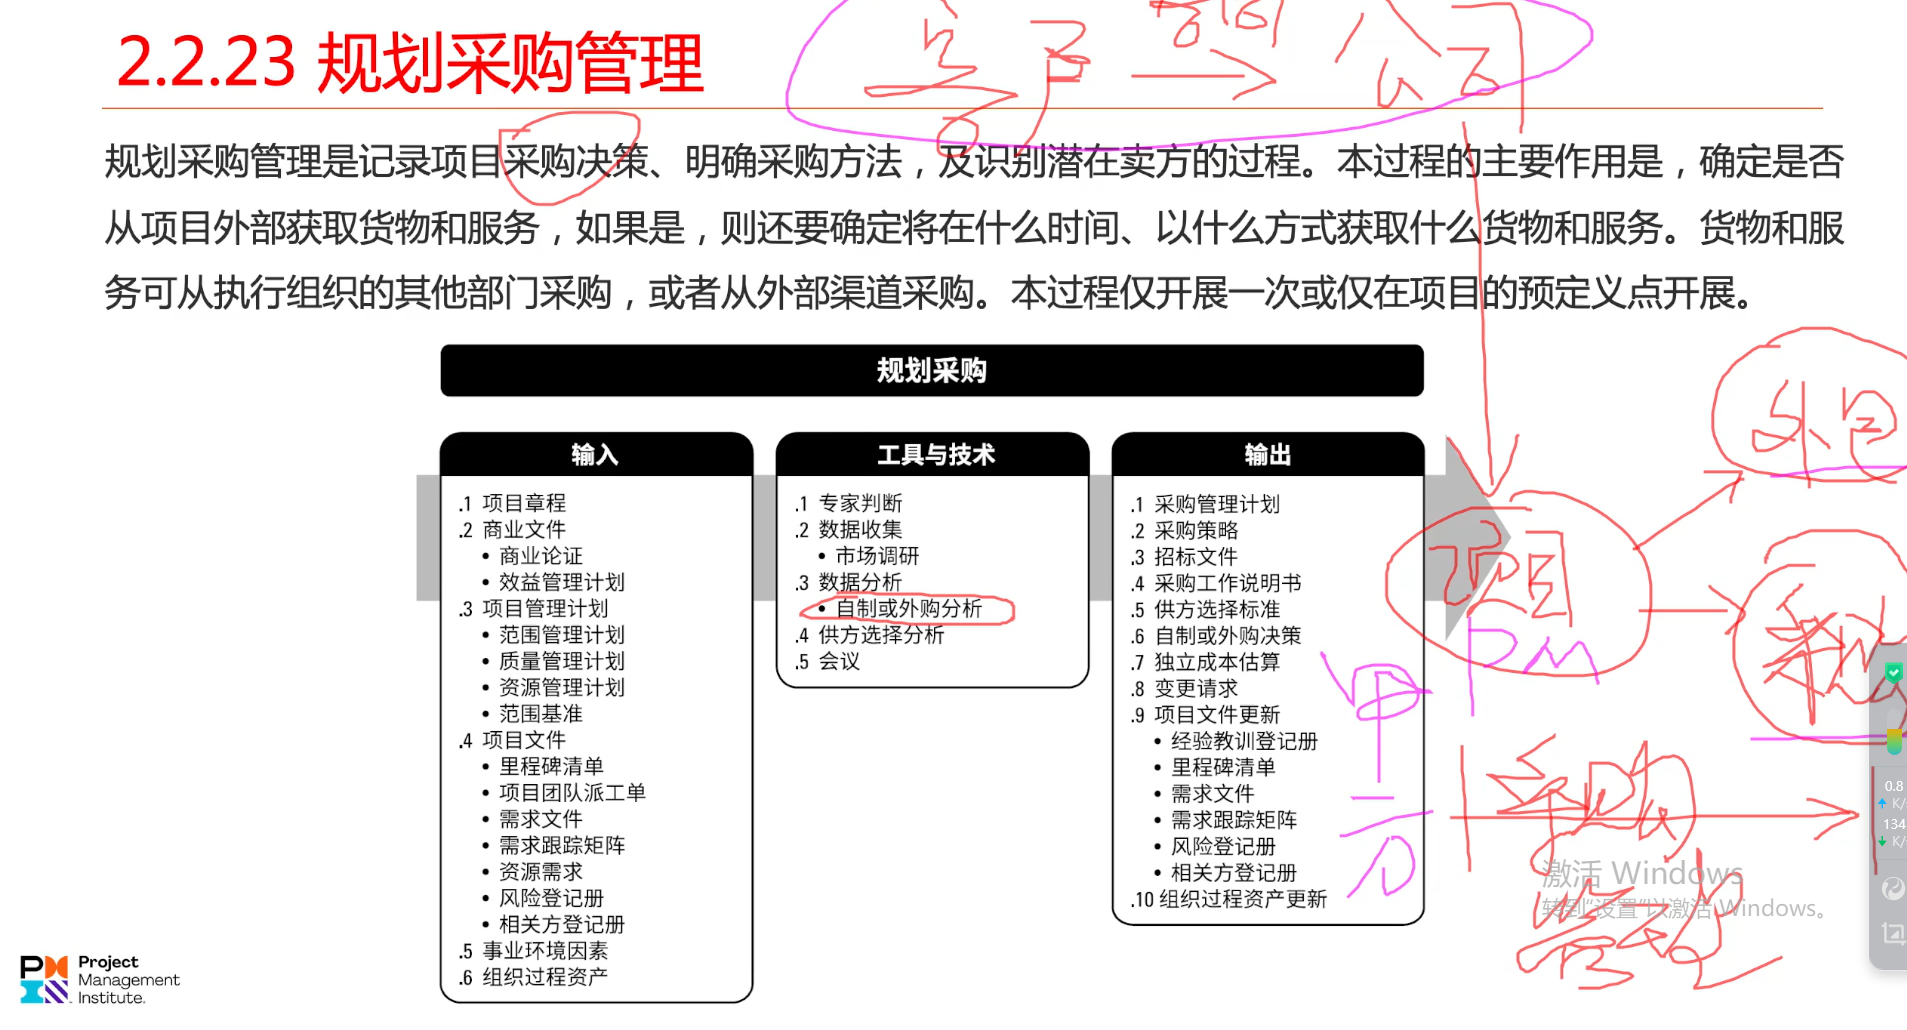 2.2.23 规划采购管理
客户 合同 公司
规划采购管理是记录项目采购决策、明确采购方法，及识别潜在卖方的过程。本过程的主要作用是，确定是否
从项目外部获取货物和服务，如果是，则还要确定将在什么时间、以什么方式获取什么货物和服务。货物和服
务可从执行组织的其他部门采购，或者从外部渠道采购。本过程仅开展一次或仅在项目的预定义点开展。
规划采购
输入
.1 项目章程
.2 商业文件
• 商业论证
• 效益管理计划
.3 项目管理计划
• 范围管理计划
• 质量管理计划
• 资源管理计划
• 范围基准
.4 项目文件
• 里程碑清单
• 项目团队派工单
• 需求文件
• 需求跟踪矩阵
• 资源需求
• 风险登记册
• 相关方登记册
.5 事业环境因素
.6 组织过程资产
工具与技术
.1 专家判断
.2 数据收集
• 市场调研
.3 数据分析
• 自制或外购分析
.4 供方选择分析
.5 会议
输出
.1 采购管理计划
.2 采购策略
.3 招标文件
.4 采购工作说明书
.5 供方选择标准
.6 自制或外购决策
.7 独立成本估算
.8 变更请求
.9 项目文件更新
• 经验教训登记册
• 里程碑清单
• 需求文件
• 需求跟踪矩阵
• 风险登记册
• 相关方登记册
.10 组织过程资产更新
外包
项目
PM
采购
甲方
采购
管理
激活 Windows
转到“设置”以激活 Windows。
0.8
K/
134
K/
Project
Management
Institute.